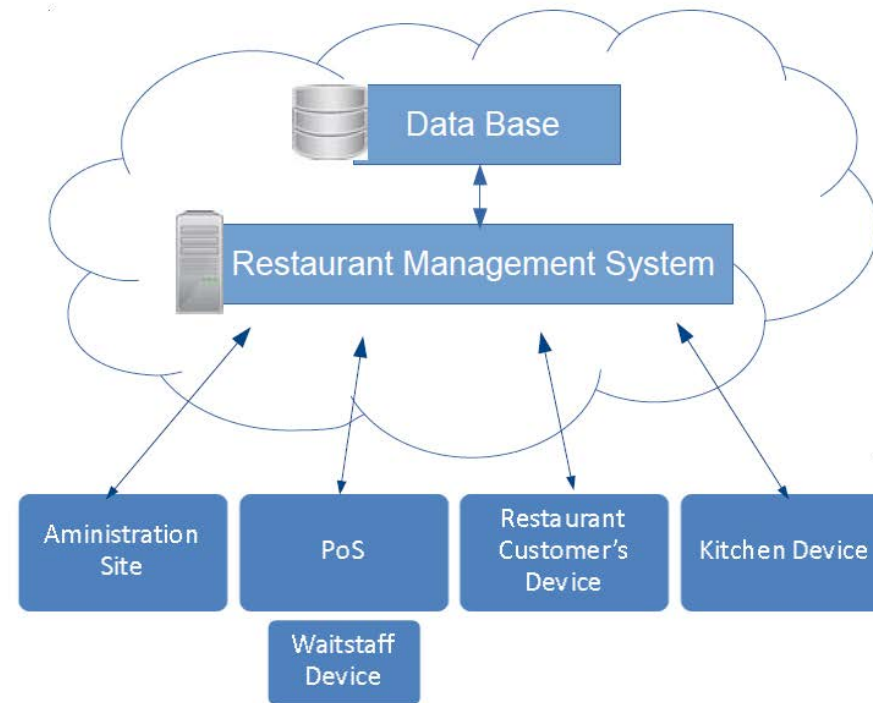 Data Base
Restaurant Management System
Aministration
Site
PoS
Restaurant
Customer's
Device
Kitchen Device
Waitstaff
Device